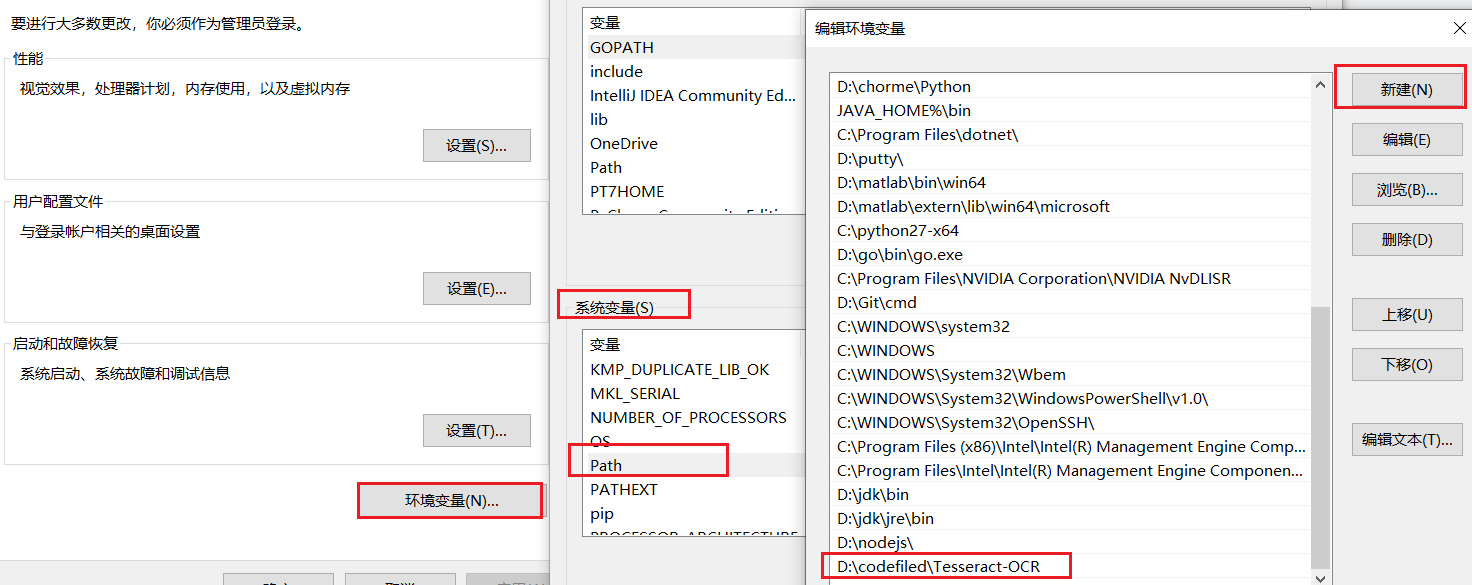 要进行大多数更改，你必须作为管理员登录。
性能
视觉效果，处理器计划，内存使用，以及虚拟内存
设置(S)...
用户配置文件
与登录帐户相关的桌面设置
设置(E)...
启动和故障恢复
系统启动、系统故障和调试信息
设置(T)...
环境变量(N)...
变量
GOPATH
include
IntelliJ IDEA Community Ed...
lib
OneDrive
Path
PT7HOME
系统变量(S)
变量
KMP_DUPLICATE_LIB_OK
MKL_SERIAL
NUMBER_OF_PROCESSORS
OS
Path
PATHEXT
pip
PROCESSOR_ARCHITECTURE
编辑环境变量
D:\chorme\Python
JAVA_HOME%\bin
C:\Program Files\dotnet\
D:\putty\
D:\matlab\bin\win64
D:\matlab\extern\lib\win64\microsoft
C:\python27-x64
D:\go\bin\go.exe
C:\Program Files\NVIDIA Corporation\NVIDIA NvDLISR
D:\Git\cmd
C:\WINDOWS\system32
C:\WINDOWS
C:\WINDOWS\System32\Wbem
C:\WINDOWS\System32\WindowsPowerShell\v1.0\
C:\WINDOWS\System32\OpenSSH\
C:\Program Files (x86)\Intel\Intel(R) Management Engine Comp...
C:\Program Files\Intel\Intel(R) Management Engine Componen...
D:\jdk\bin
D:\jdk\jre\bin
D:\nodejs\
D:\codefiled\Tesseract-OCR
新建(N)
编辑(E)
浏览(B)...
删除(D)
上移(U)
下移(O)
编辑文本(T)...